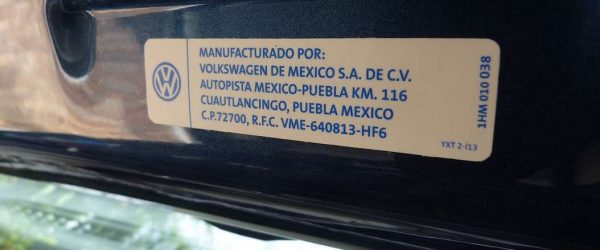 MANUFACTURADO POR:
VOLKSWAGEN DE MEXICO S.A. DE C.V.
AUTOPISTA MEXICO-PUEBLA KM. 116
CUAUTLANCINGO, PUEBLA MEXICO
C.P.72700, R.F.C. VME-640813-HF6
1HM 010 038
YXT 2-I13